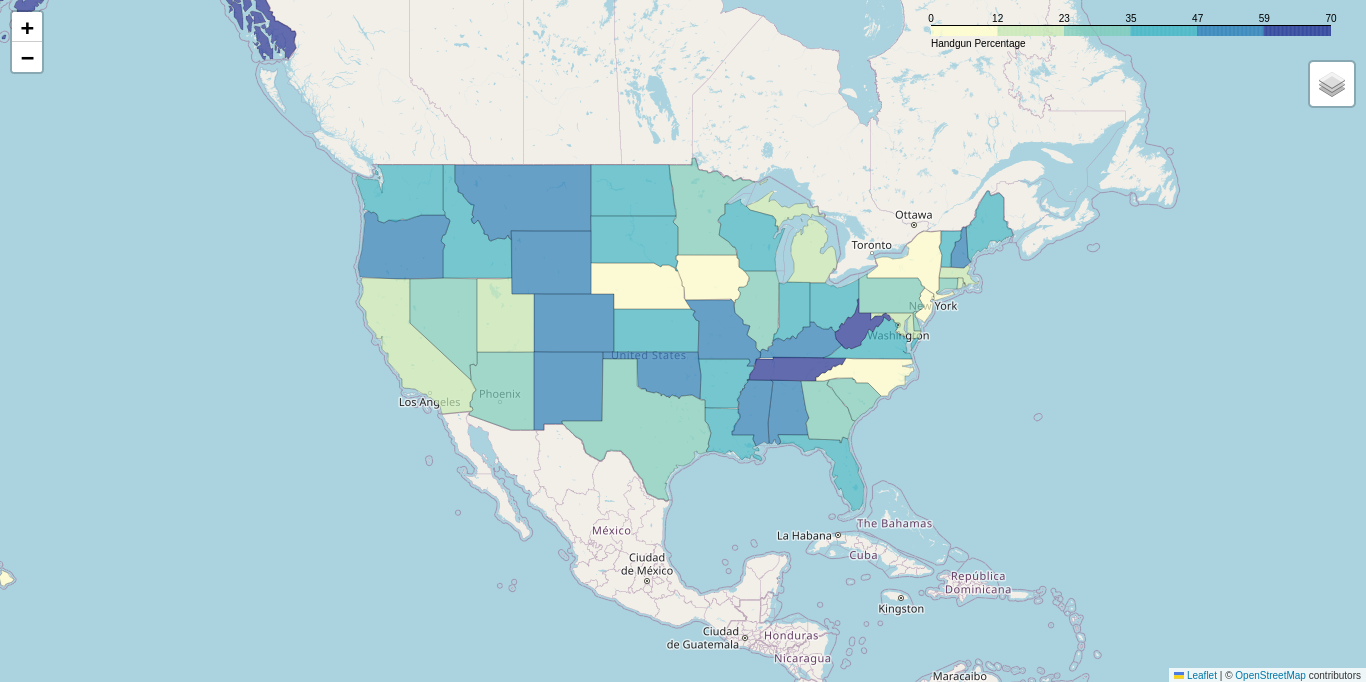 +
−
0 12 23 35 47 59 70
Handgun Percentage
Ottawa
Toronto
New York
Washington
United States
Phoenix
Los Angeles
México
Ciudad
de México
La Habana
The Bahamas
Cuba
República
Dominicana
Kingston
Ciudad
de Guatemala
Honduras
Nicaragua
Maracaibo
Leaflet | © OpenStreetMap contributors